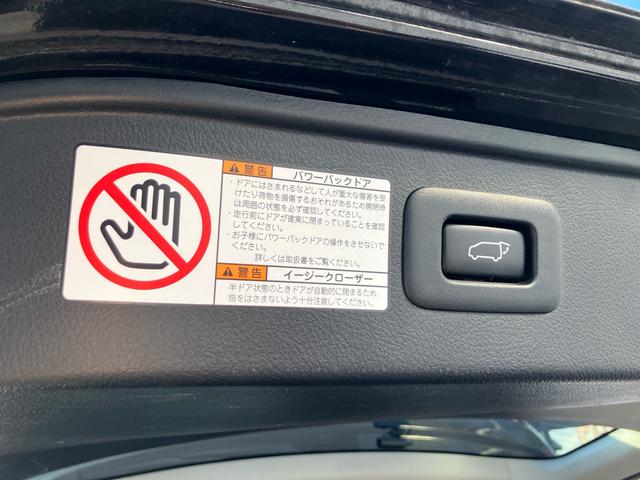 警告 パワーバックドア
・ドアにはさまれるなどして人が重大な傷害を受
けたり荷物を損傷するおそれがあるため開閉時
は周囲の状態を必ず確認してください。
・走行前にドアが確実に閉まっていることを確認
してください。
・お子様にパワーバックドアの操作をさせないで
ください。
詳しくは取扱書をご覧ください。
警告 イージークローザー
半ドア状態のときドアが自動的に閉まるため、
指をはさまないよう十分注意してください。